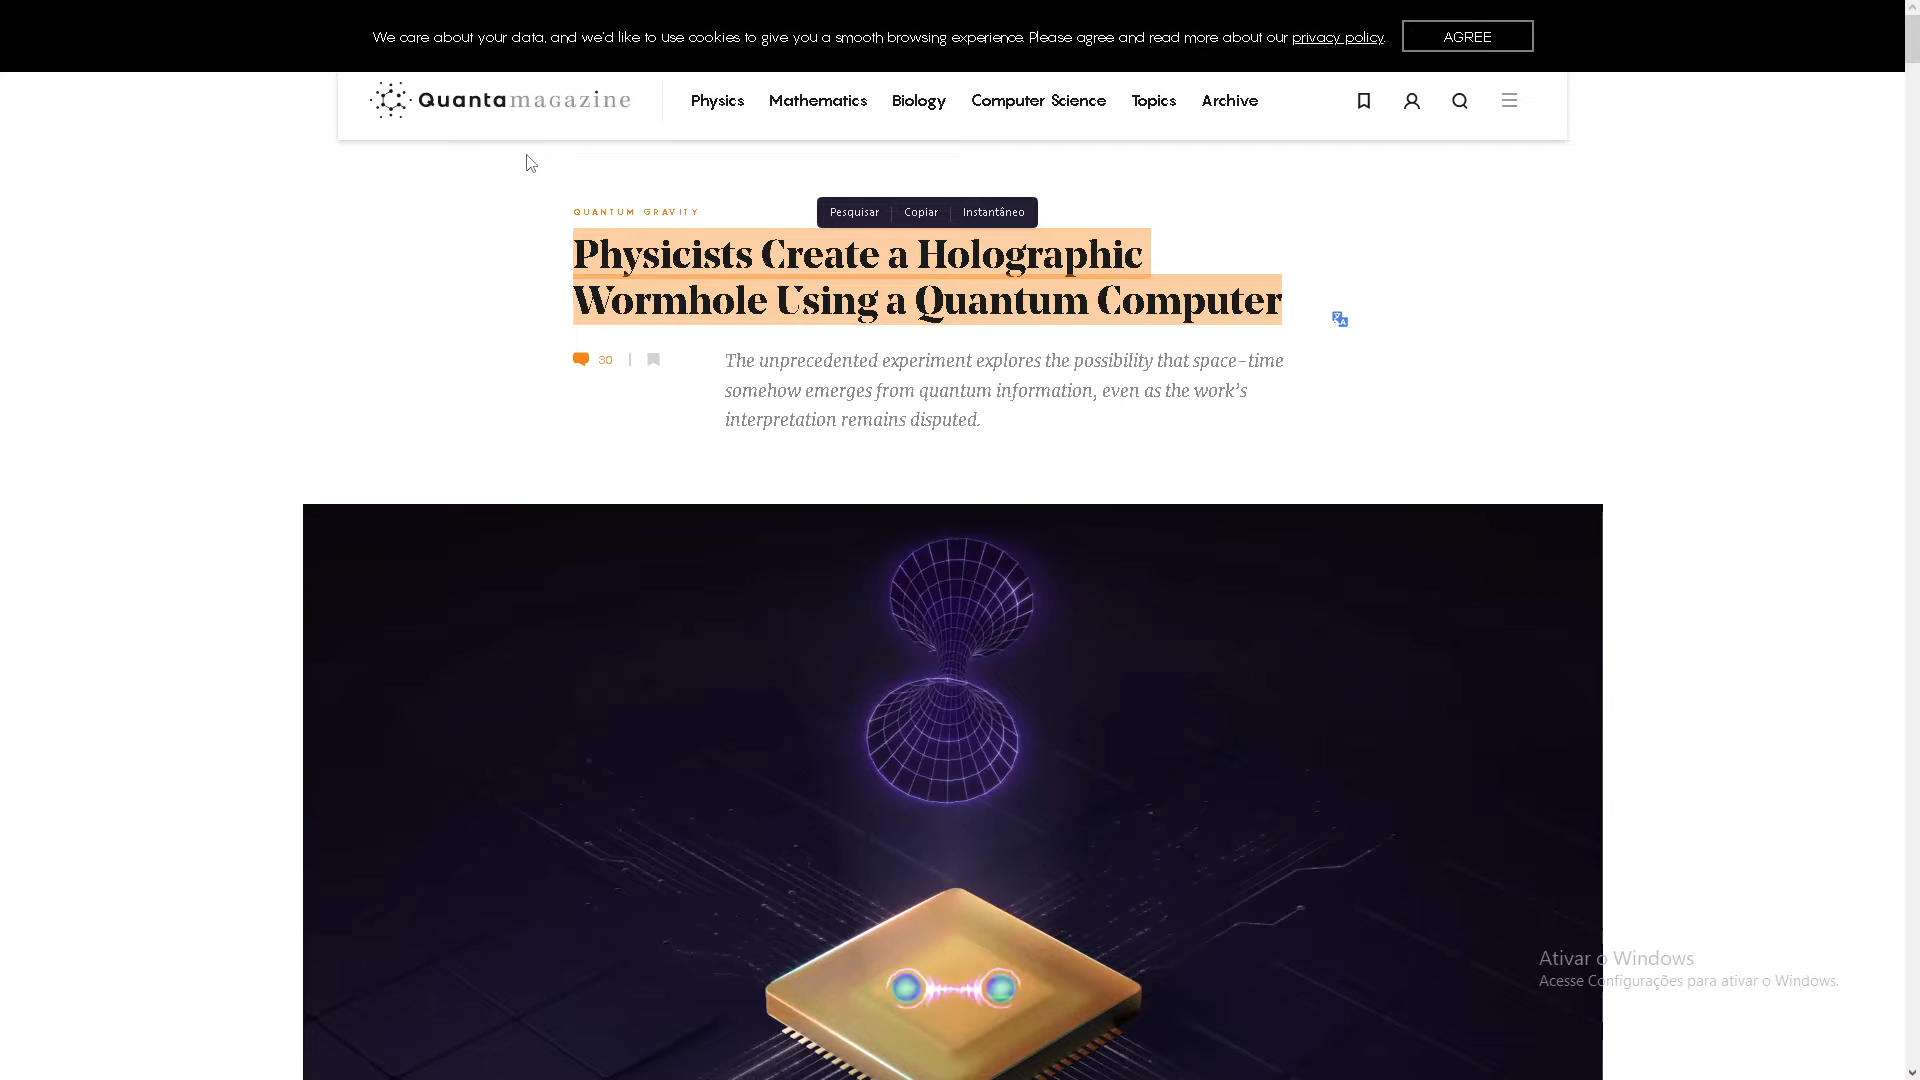 We care about your data, and we'd like to use cookies to give you a smooth browsing experience. Please agree and read more about our privacy policy.
AGREE
Quantamagazine
Physics
Mathematics
Biology
Computer Science
Topics
Archive
QUANTUM GRAVITY
Pesquisar
Copiar
Instantâneo
Physicists Create a Holographic
Wormhole Using a Quantum Computer
30
The unprecedented experiment explores the possibility that space-time
somehow emerges from quantum information, even as the work's
interpretation remains disputed.
Ativar o Windows
Acesse Configurações para ativar o Windows.